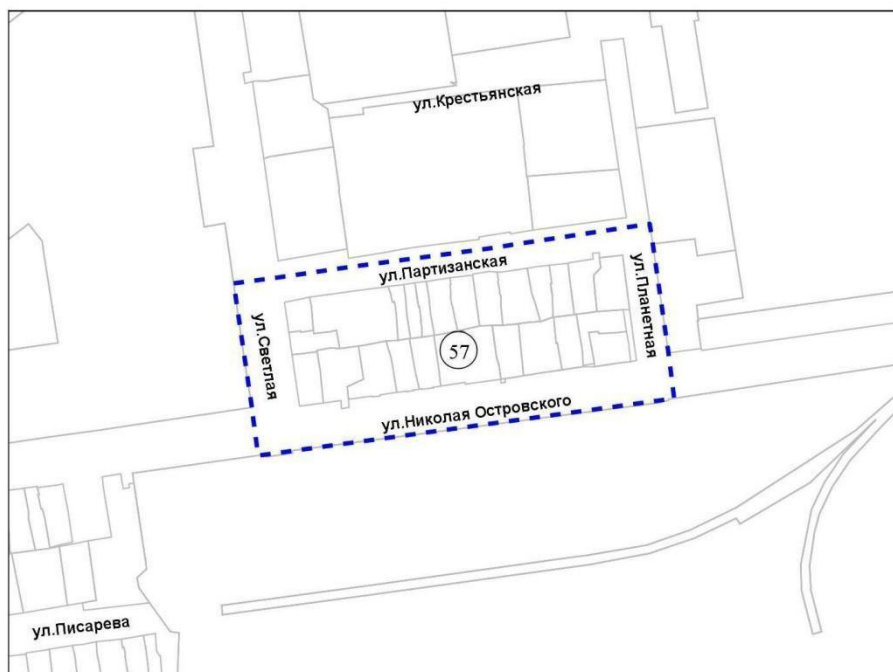 ул.Крестьянская
ул.Партизанская
ул.Планетная
ул.Светлая
57
ул.Николая Островского
ул.Писарева